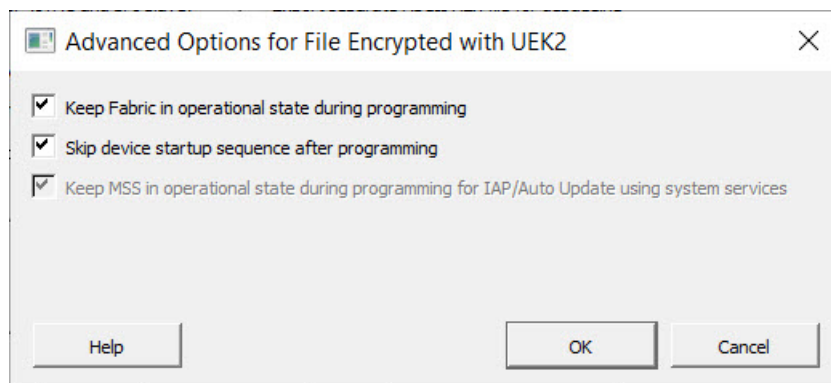 Advanced Options for File Encrypted with UEK2
Keep Fabric in operational state during programming
Skip device startup sequence after programming
Keep MSS in operational state during programming for IAP/Auto Update using system services
Help
OK
Cancel